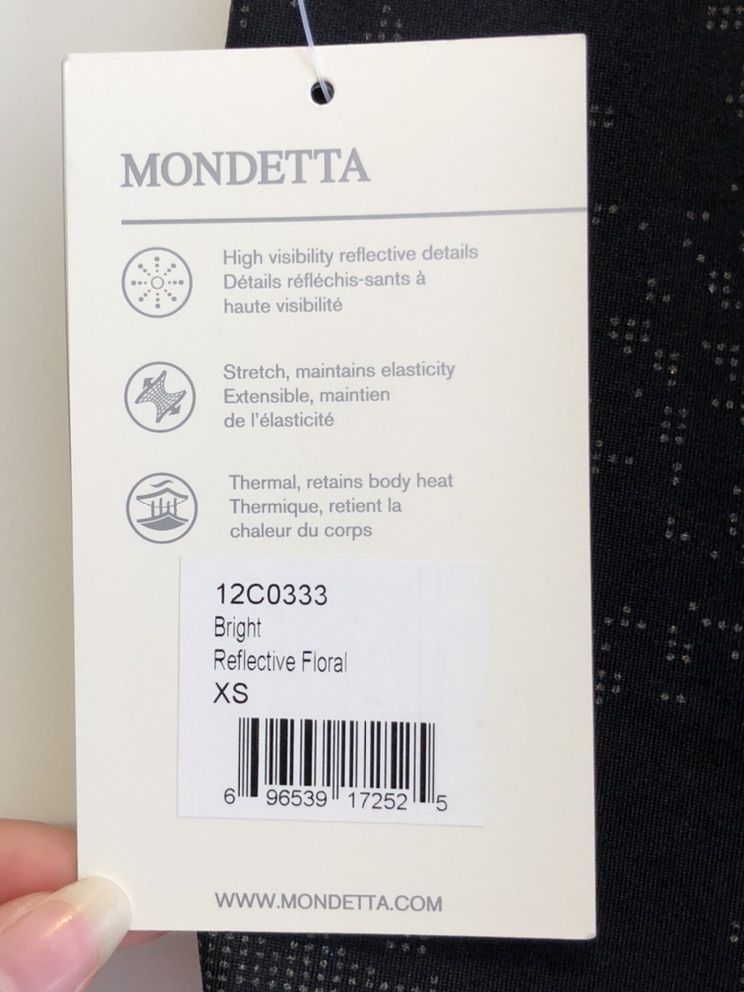 MONDETTA
High visibility reflective details
Détails réfléchis-sants à
haute visibilité
Stretch, maintains elasticity
Extensible, maintien
de l'élasticité
Thermal, retains body heat
Thermique, retient la
chaleur du corps
12C0333
Bright
Reflective Floral
XS
6 96539 17252 5
WWW.MONDETTA.COM